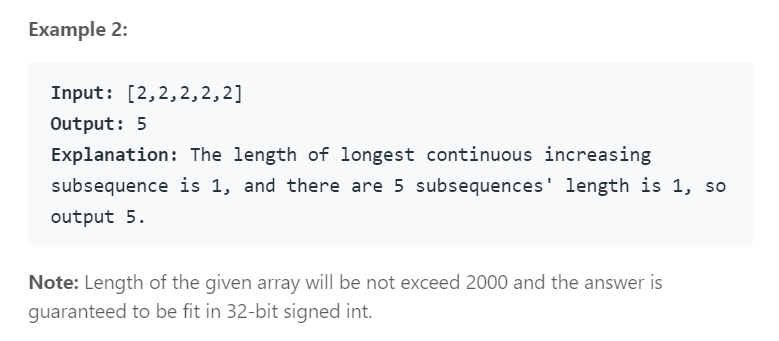 Example 2:
Input: [2,2,2,2,2]
Output: 5
Explanation: The length of longest continuous increasing
subsequence is 1, and there are 5 subsequences' length is 1, so
output 5.
Note: Length of the given array will be not exceed 2000 and the answer is
guaranteed to be fit in 32-bit signed int.